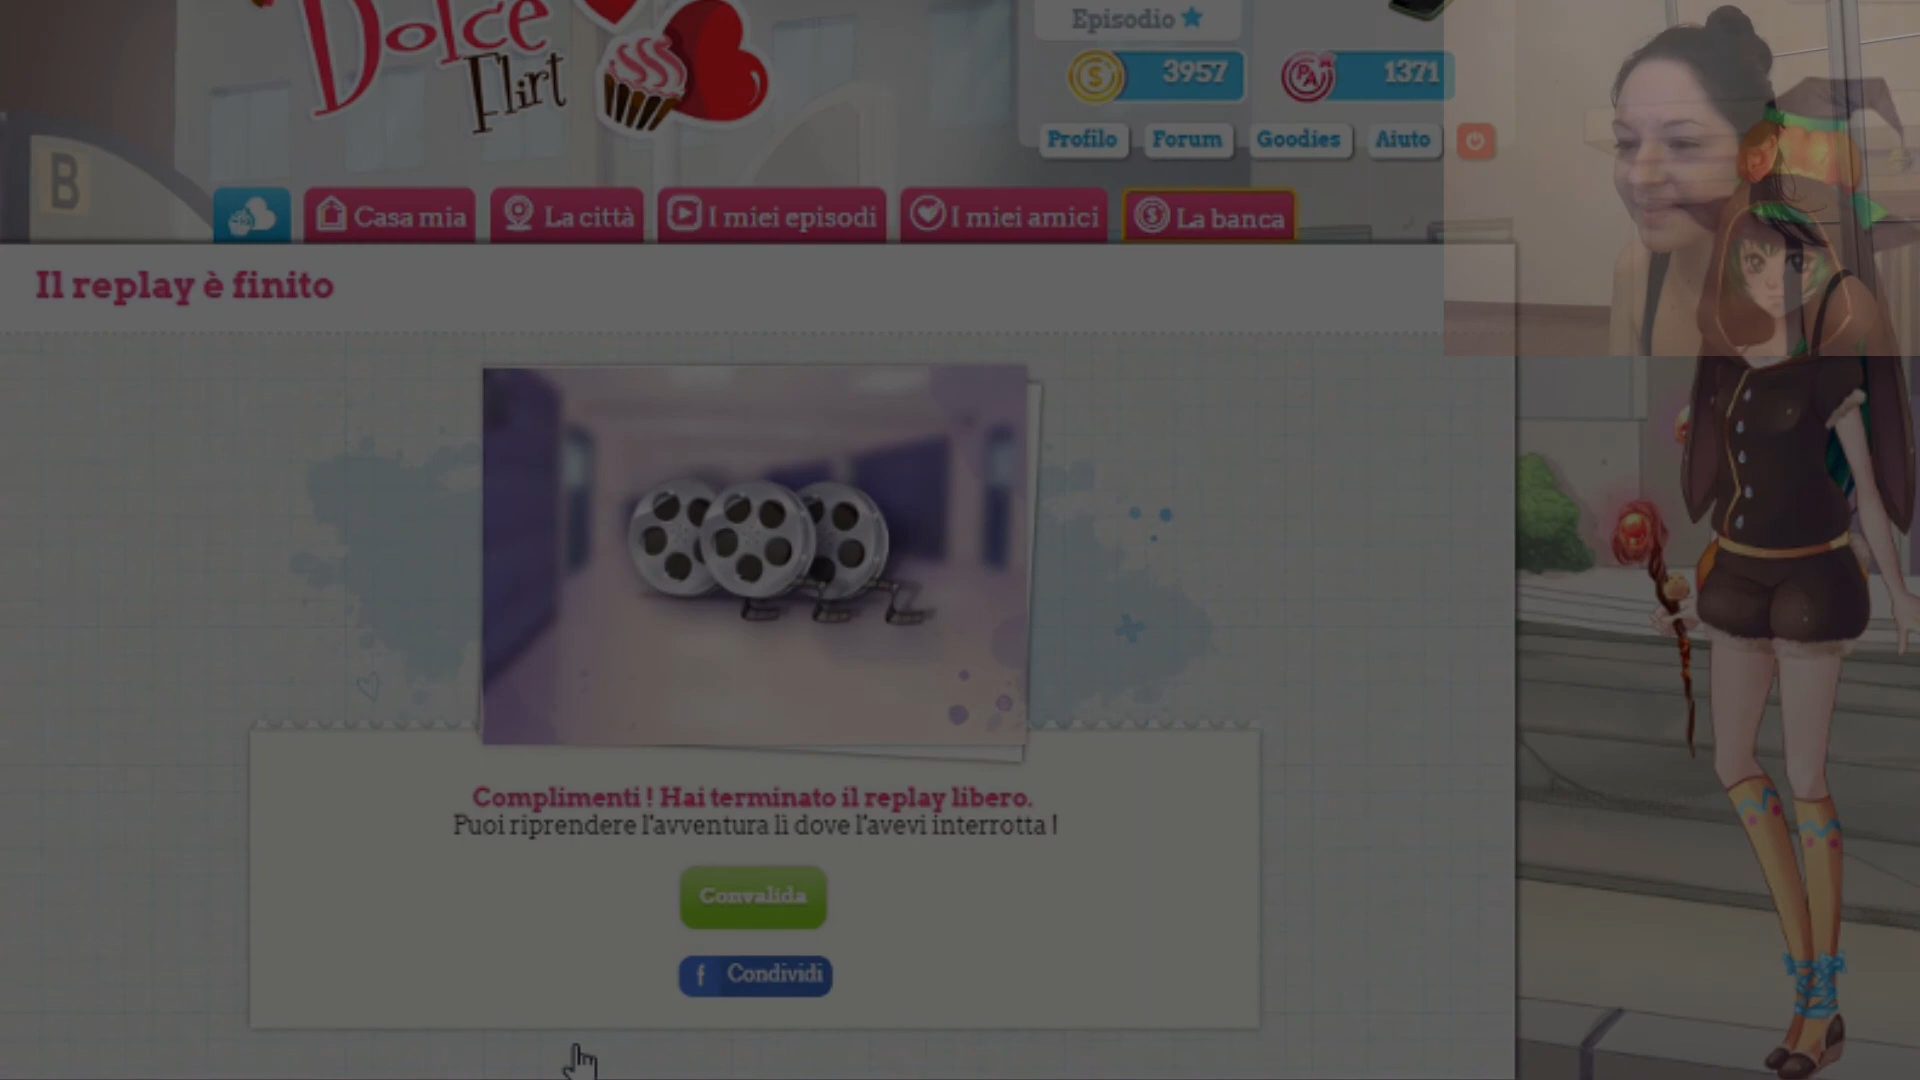 Dolce
Flirt
Episodio
3957
1371
PA
Profilo
Forum
Goodies
Aiuto
B
Casa mia
La città
I miei episodi
I miei amici
La banca
Il replay è finito
Complimenti ! Hai terminato il replay libero.
Puoi riprendere l'avventura lì dove l'avevi interrotta !
Convalida
f Condividi